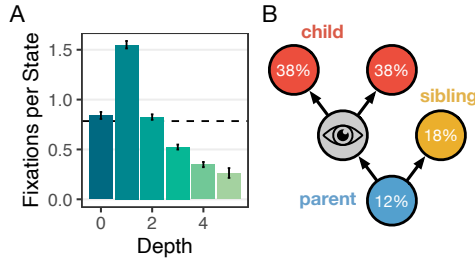 A
Fixations per State
1.5
1.0
0.5
0.0
0
2
4
Depth
B
child
38%
38%
sibling
18%
parent
12%